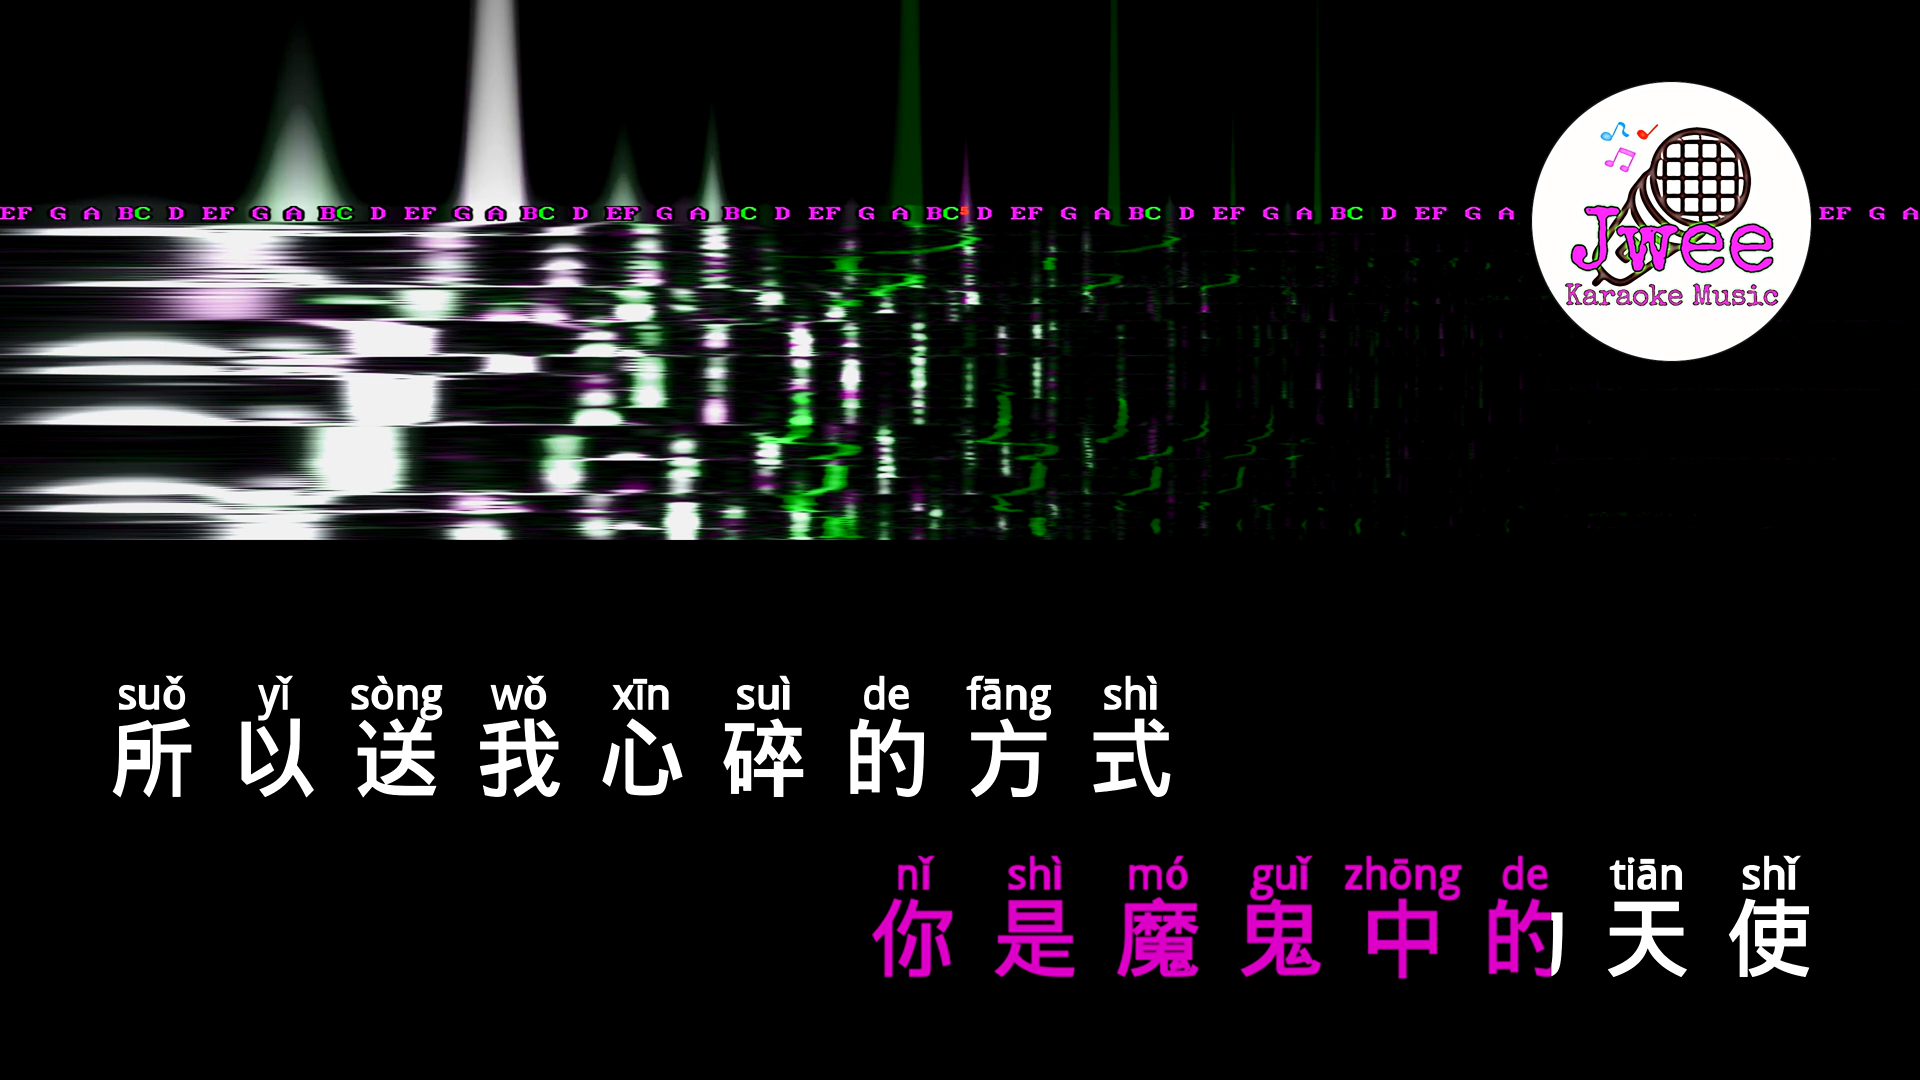 EF G A BC D EF G A BC D EF G A BC D EF G A BC D EF G A BC5 D EF G A BC D EF G A BC D EF G A EF G A
Jwee
Karaoke Music
suǒ yǐ sòng wǒ xīn suì de fāng shì
所以送我心碎的方式
nǐ shì mó guǐ zhōng de tiān shǐ
你是魔鬼中的天使